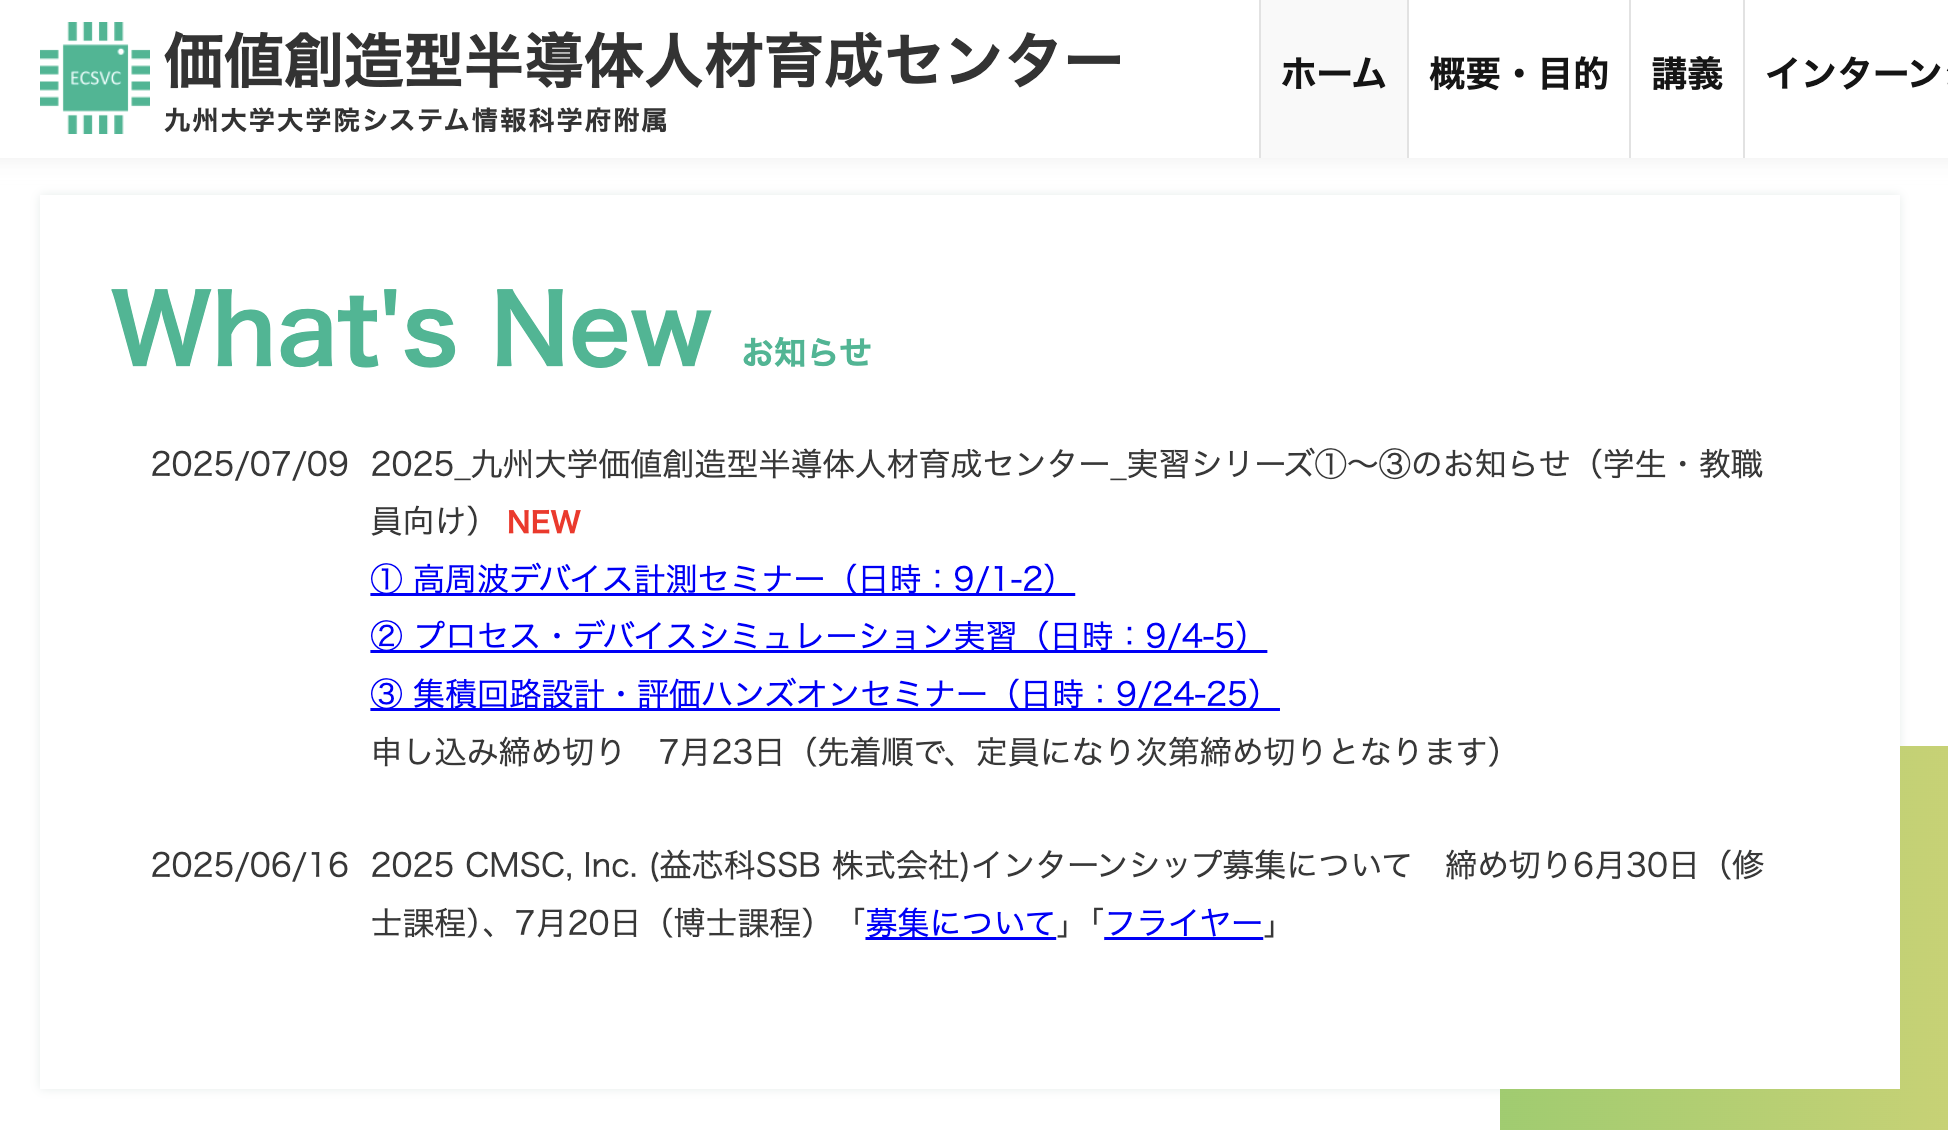 ECSVC
価値創造型半導体人材育成センター
九州大学大学院システム情報科学府附属
ホーム
概要・目的
講義
インターン
What's New お知らせ
2025/07/09 2025_九州大学価値創造型半導体人材育成センター_実習シリーズ①～③のお知らせ（学生・教職
員向け） NEW
① 高周波デバイス計測セミナー（日時：9/1-2）
② プロセス・デバイスシミュレーション実習（日時：9/4-5）
③ 集積回路設計・評価ハンズオンセミナー（日時：9/24-25）
申し込み締め切り　7月23日（先着順で、定員になり次第締め切りとなります）
2025/06/16 2025 CMSC, Inc. (益芯科SSB 株式会社)インターンシップ募集について　締め切り6月30日（修
士課程）、7月20日（博士課程）「募集について」「フライヤー」